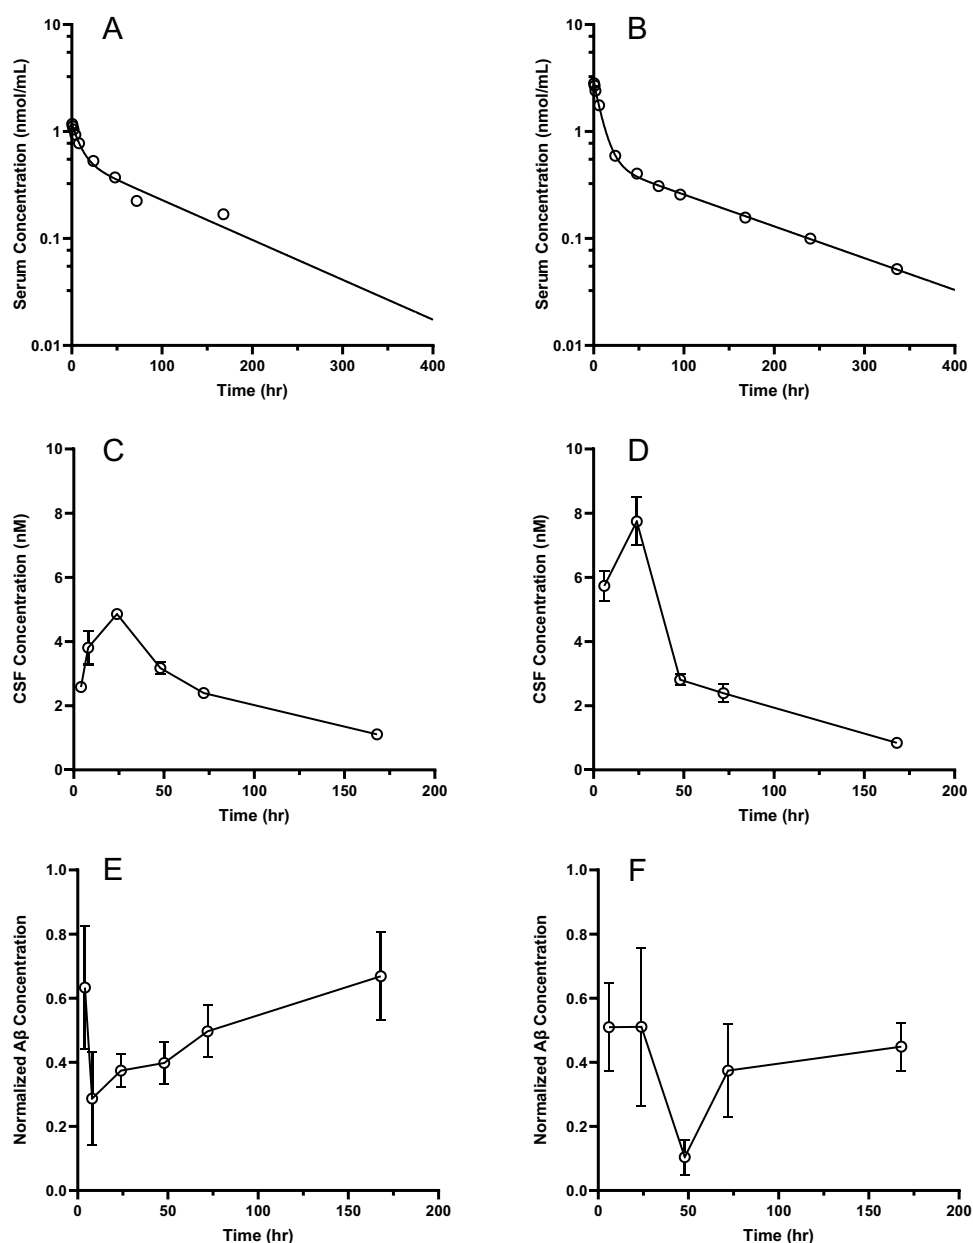 A
Serum Concentration (nmol/mL)
10
1
0.1
0.01
0 100 200 300 400
Time (hr)
B
Serum Concentration (nmol/mL)
10
1
0.1
0.01
0 100 200 300 400
Time (hr)
C
CSF Concentration (nM)
10
8
6
4
2
0
0 50 100 150 200
Time (hr)
D
CSF Concentration (nM)
10
8
6
4
2
0
0 50 100 150 200
Time (hr)
E
Normalized Aβ Concentration
1.0
0.8
0.6
0.4
0.2
0.0
0 50 100 150 200
Time (hr)
F
Normalized Aβ Concentration
1.0
0.8
0.6
0.4
0.2
0.0
0 50 100 150 200
Time (hr)